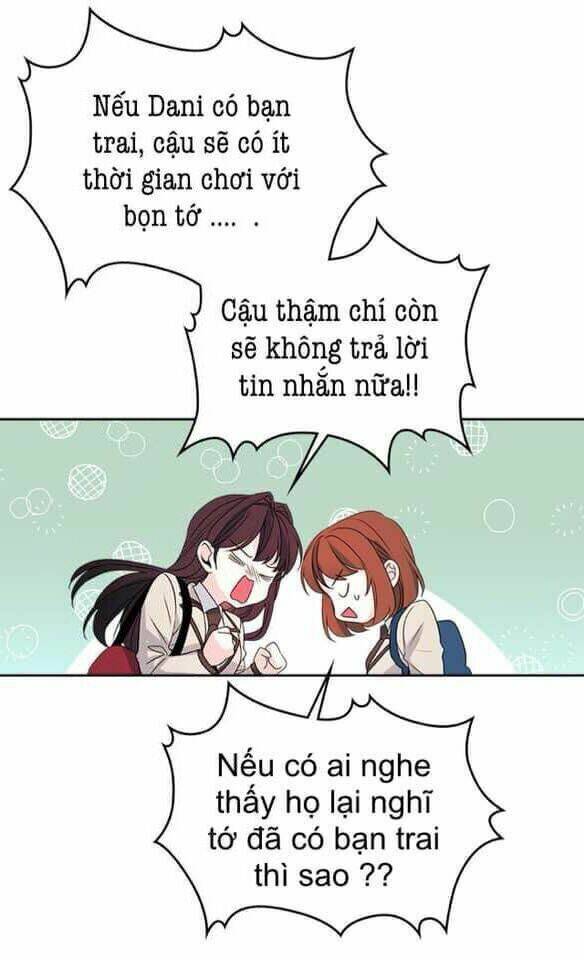 Nếu Dani có bạn
trai, cậu sẽ có ít
thời gian chơi với
bọn tớ .... .
Cậu thậm chí còn
sẽ không trả lời
tin nhắn nữa!!
Nếu có ai nghe
thấy họ lại nghĩ
tớ đã có bạn trai
thì sao ??